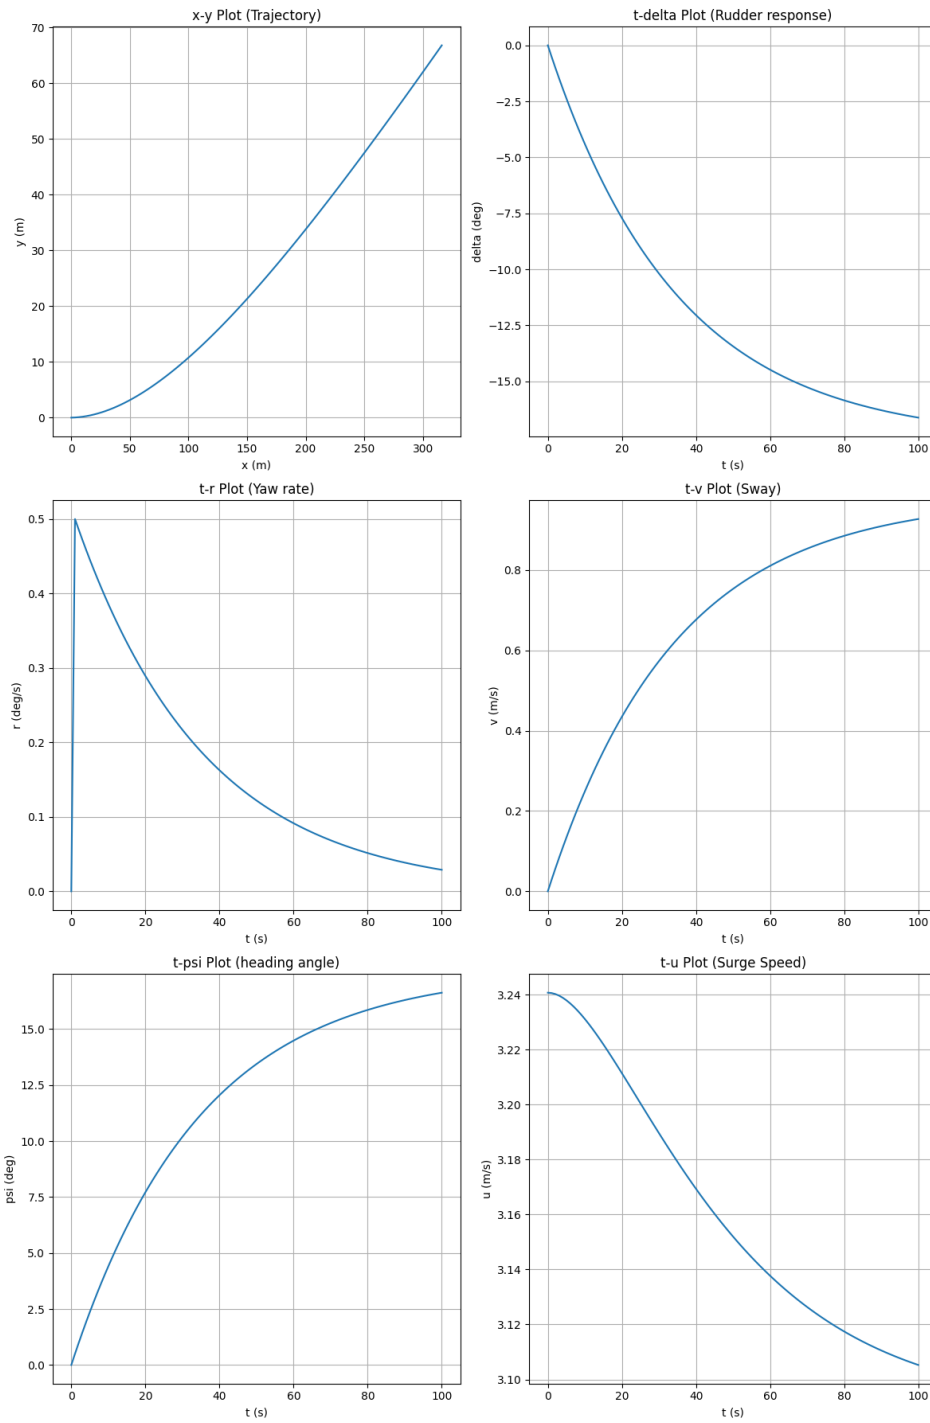 x-y Plot (Trajectory)
70
60
50
40
30
20
10
0
y (m)
0 50 100 150 200 250 300
x (m)
t-delta Plot (Rudder response)
0.0
−2.5
−5.0
−7.5
−10.0
−12.5
−15.0
delta (deg)
0 20 40 60 80 100
t (s)
t-r Plot (Yaw rate)
0.5
0.4
0.3
0.2
0.1
0.0
r (deg/s)
0 20 40 60 80 100
t (s)
t-v Plot (Sway)
0.8
0.6
0.4
0.2
0.0
v (m/s)
0 20 40 60 80 100
t (s)
t-psi Plot (heading angle)
15.0
12.5
10.0
7.5
5.0
2.5
0.0
psi (deg)
0 20 40 60 80 100
t (s)
t-u Plot (Surge Speed)
3.24
3.22
3.20
3.18
3.16
3.14
3.12
3.10
u (m/s)
0 20 40 60 80 100
t (s)